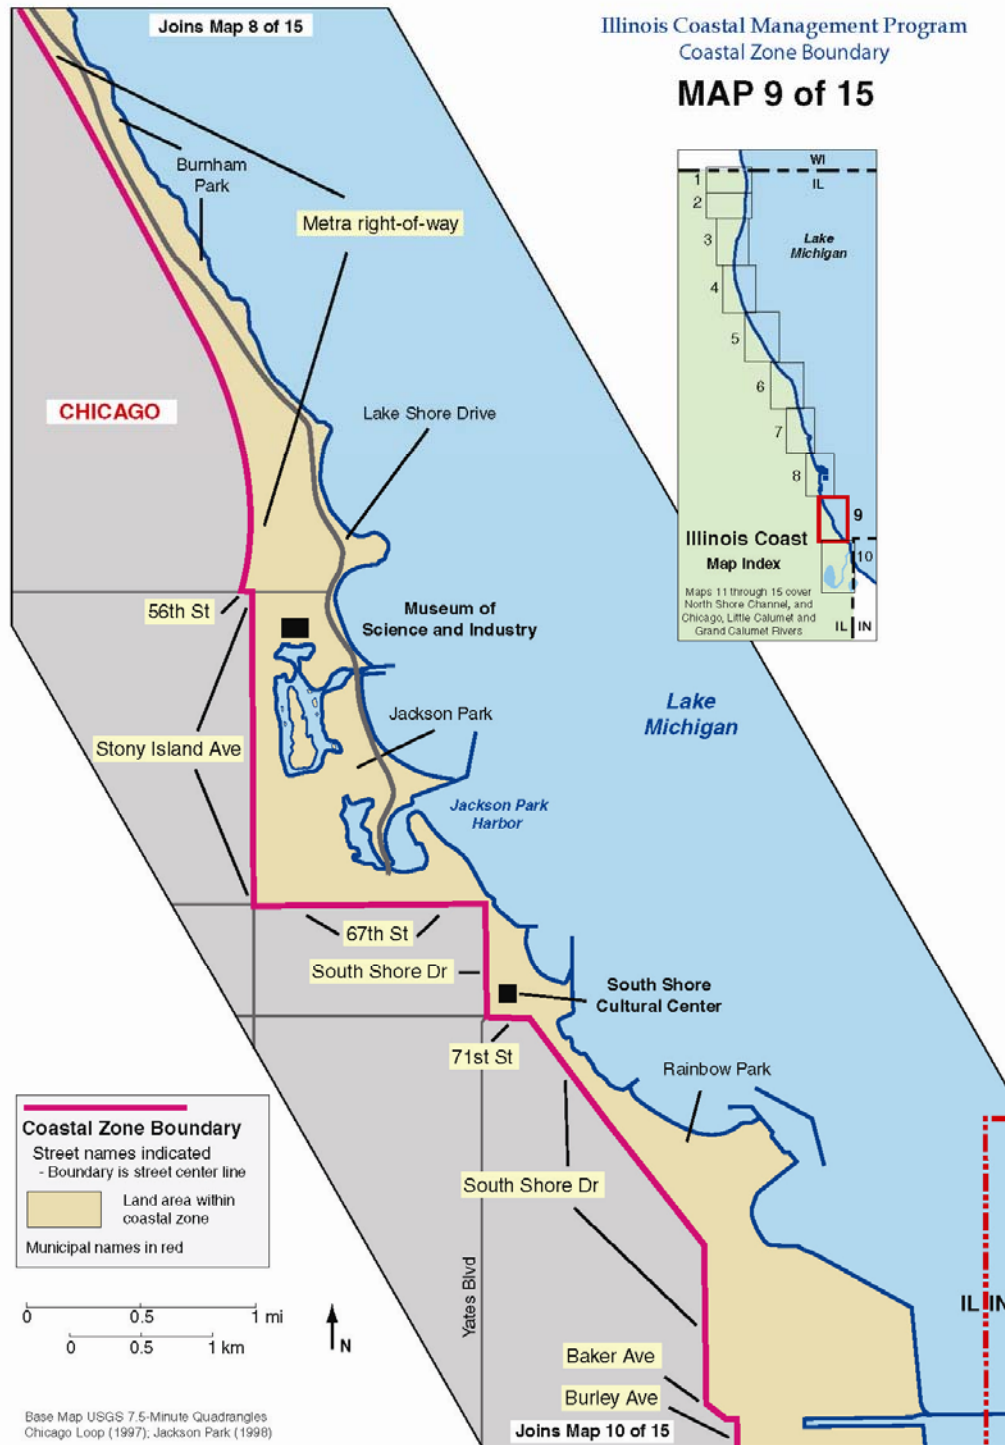 Joins Map 8 of 15
Illinois Coastal Management Program
Coastal Zone Boundary
MAP 9 of 15
WI
IL
1
2
3
Lake
Michigan
4
5
6
7
8
9
10
Illinois Coast
Map Index
Maps 11 through 15 cover
North Shore Channel, and
Chicago, Little Calumet and
Grand Calumet Rivers
IL
IN
Burnham
Park
Metra right-of-way
CHICAGO
Lake Shore Drive
56th St
Museum of
Science and Industry
Lake
Michigan
Stony Island Ave
Jackson Park
Jackson Park
Harbor
67th St
South Shore Dr
South Shore
Cultural Center
71st St
Rainbow Park
South Shore Dr
Coastal Zone Boundary
Street names indicated
- Boundary is street center line
Land area within
coastal zone
Municipal names in red
0
0.5
1 mi
0
0.5
1 km
N
Yates Blvd
IL
IN
Baker Ave
Burley Ave
Joins Map 10 of 15
Base Map USGS 7.5-Minute Quadrangles
Chicago Loop (1997); Jackson Park (1998)